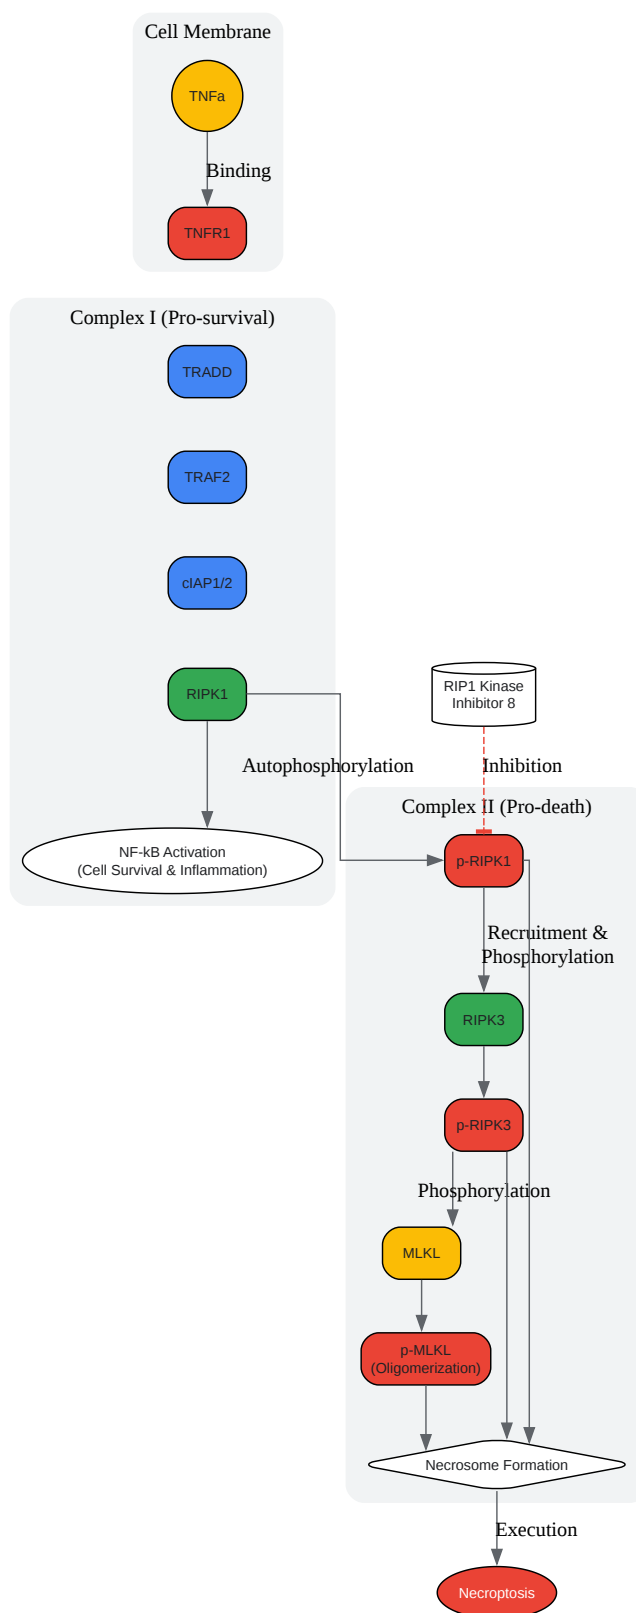 Cell Membrane
TNFa
Binding
TNFR1
Complex I (Pro-survival)
TRADD
TRAF2
cIAP1/2
RIPK1
RIP1 Kinase
Inhibitor 8
Autophosphorylation
Inhibition
Complex II (Pro-death)
NF-kB Activation
(Cell Survival & Inflammation)
p-RIPK1
Recruitment &
Phosphorylation
RIPK3
p-RIPK3
Phosphorylation
MLKL
p-MLKL
(Oligomerization)
Necrosome Formation
Execution
Necroptosis